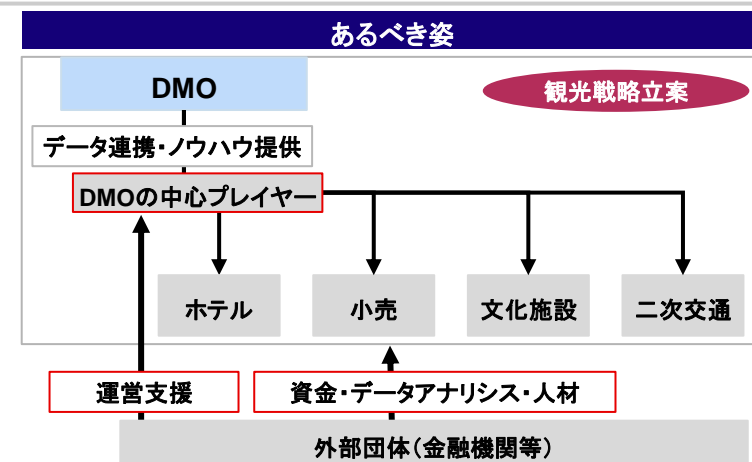 あるべき姿
DMO
観光戦略立案
データ連携・ノウハウ提供
DMOの中心プレイヤー
ホテル
小売
文化施設
二次交通
運営支援
資金・データアナリシス・人材
外部団体(金融機関等)